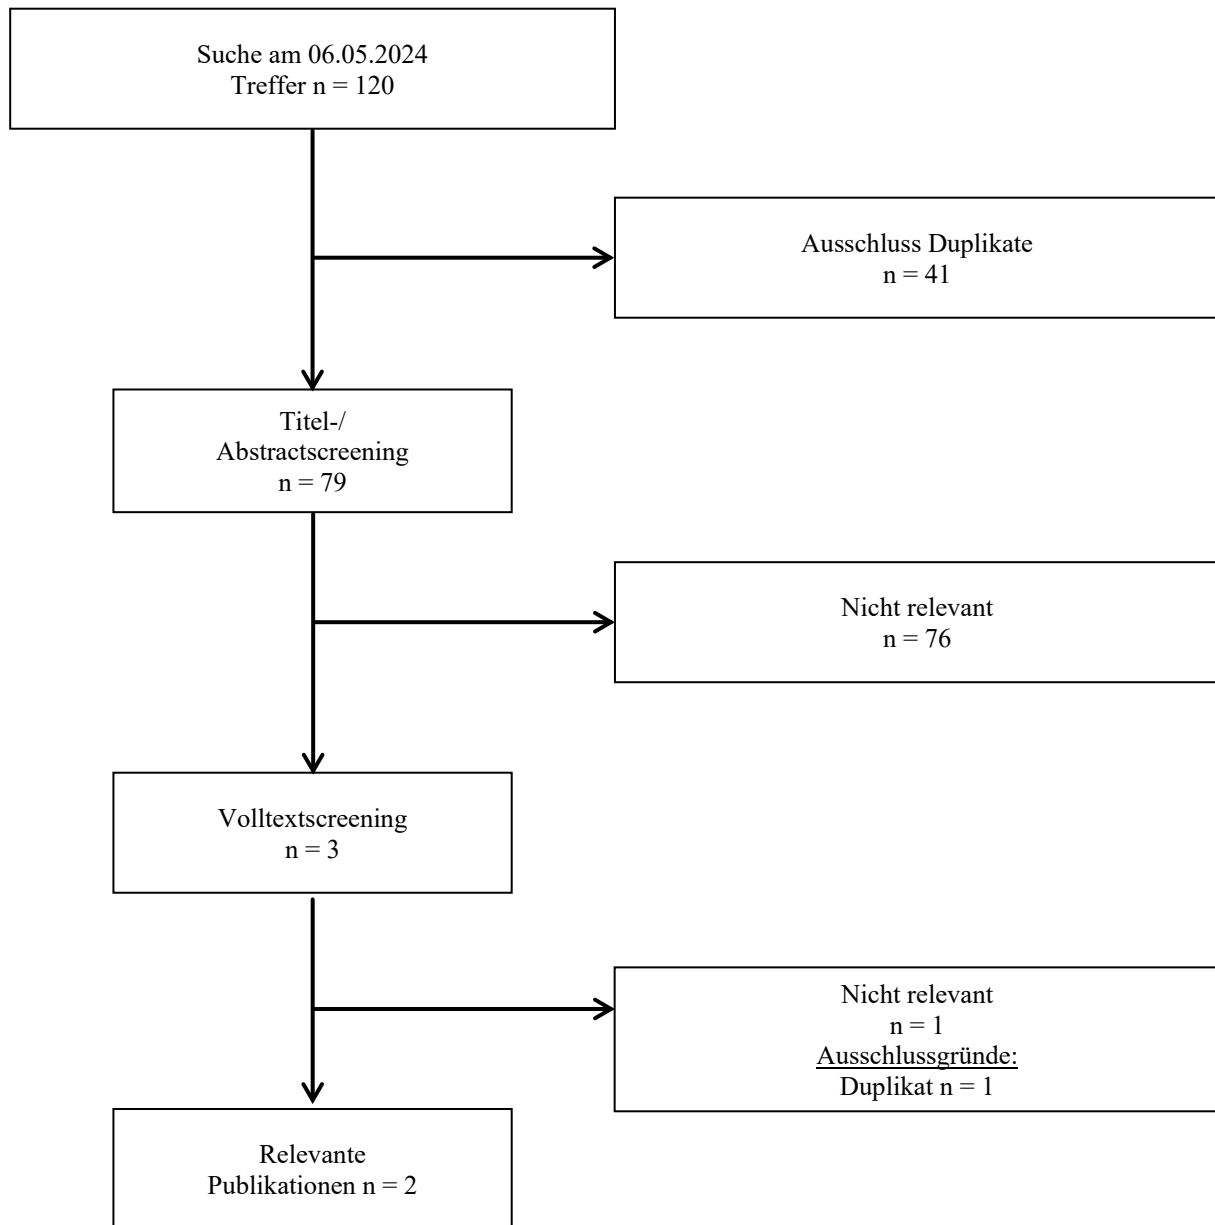 Suche am 06.05.2024
Treffer n = 120
Ausschluss Duplikate
n = 41
Titel-/
Abstractscreening
n = 79
Nicht relevant
n = 76
Volltextscreening
n = 3
Nicht relevant
n = 1
Ausschlussgründe:
Duplikat n = 1
Relevante
Publikationen n = 2